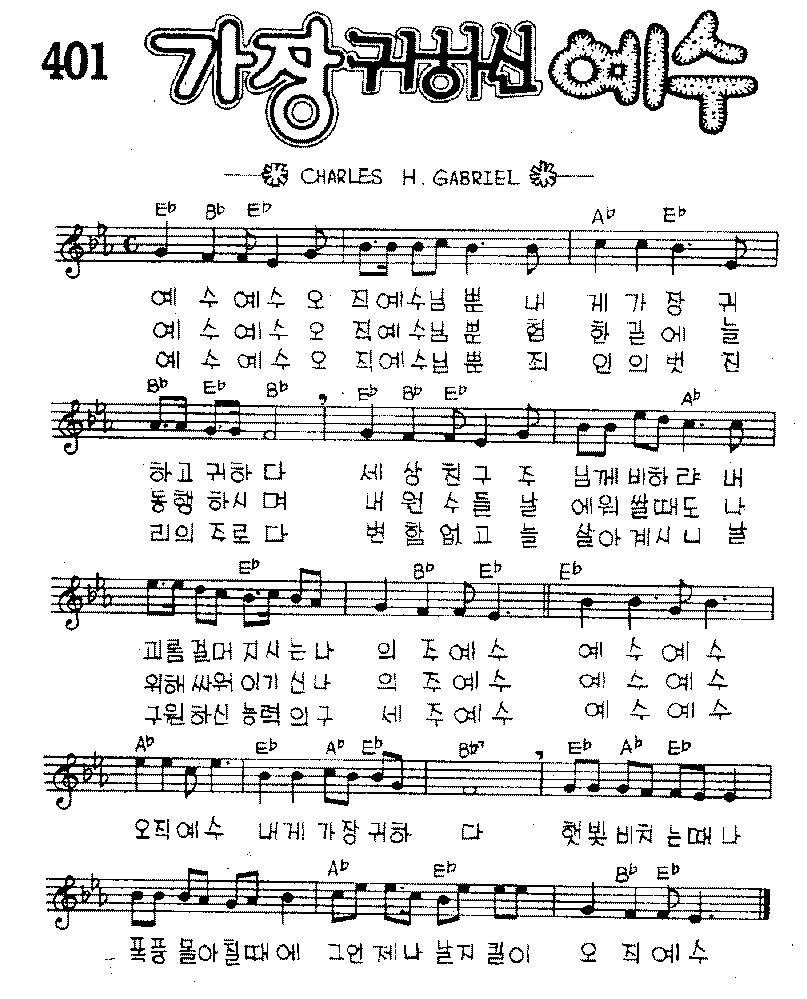 401 가장 귀하신 예수
CHARLES H. GABRIEL
E♭ B♭ E♭ A♭ E♭
예 수 예수 오 직예수님 뿐 내 게 가 장 귀
예 수 예수 오 직예수님 뿐 험 한 길 에 늘
예 수 예수 오 직예수님 뿐 죄 인 의 벗 진
B♭ E♭ B♭ E♭ B♭ E♭ A♭
하고 귀하 다 세 상 친구 주 님께비하랴 내
동행 하시 며 내 원 수들 날 에워쌀때도 나
리의 주로 다 변 함 없고 늘 살아계시니 날
E♭ B♭ E♭ E♭
괴롬걸머지시는나 의 주예수 예 수예 수
위해싸워이기신나 의 주예수 예 수예 수
구원하신능력의구 세 주예수 예 수예 수
A♭ E♭ A♭ E♭ B♭7 E♭ A♭ E♭
오직예수 내게 가장귀하 다 햇빛비치는때나
A♭ E♭ B♭ E♭
폭풍몰아칠때에 그언제나날지킬이 오 직예수